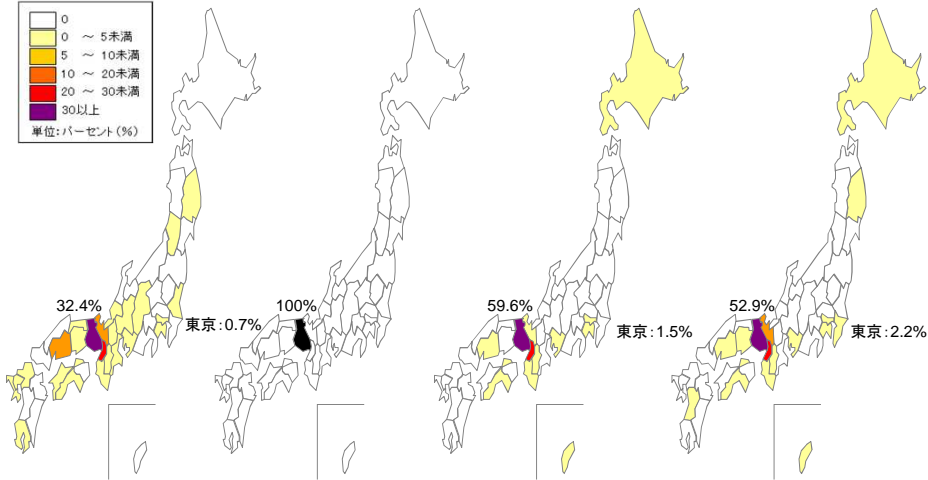 0
0 ~ 5未満
5 ~ 10未満
10 ~ 20未満
20 ~ 30未満
30以上
単位:パーセント(%)
32.4%
東京:0.7%
100%
59.6%
東京:1.5%
52.9%
東京:2.2%